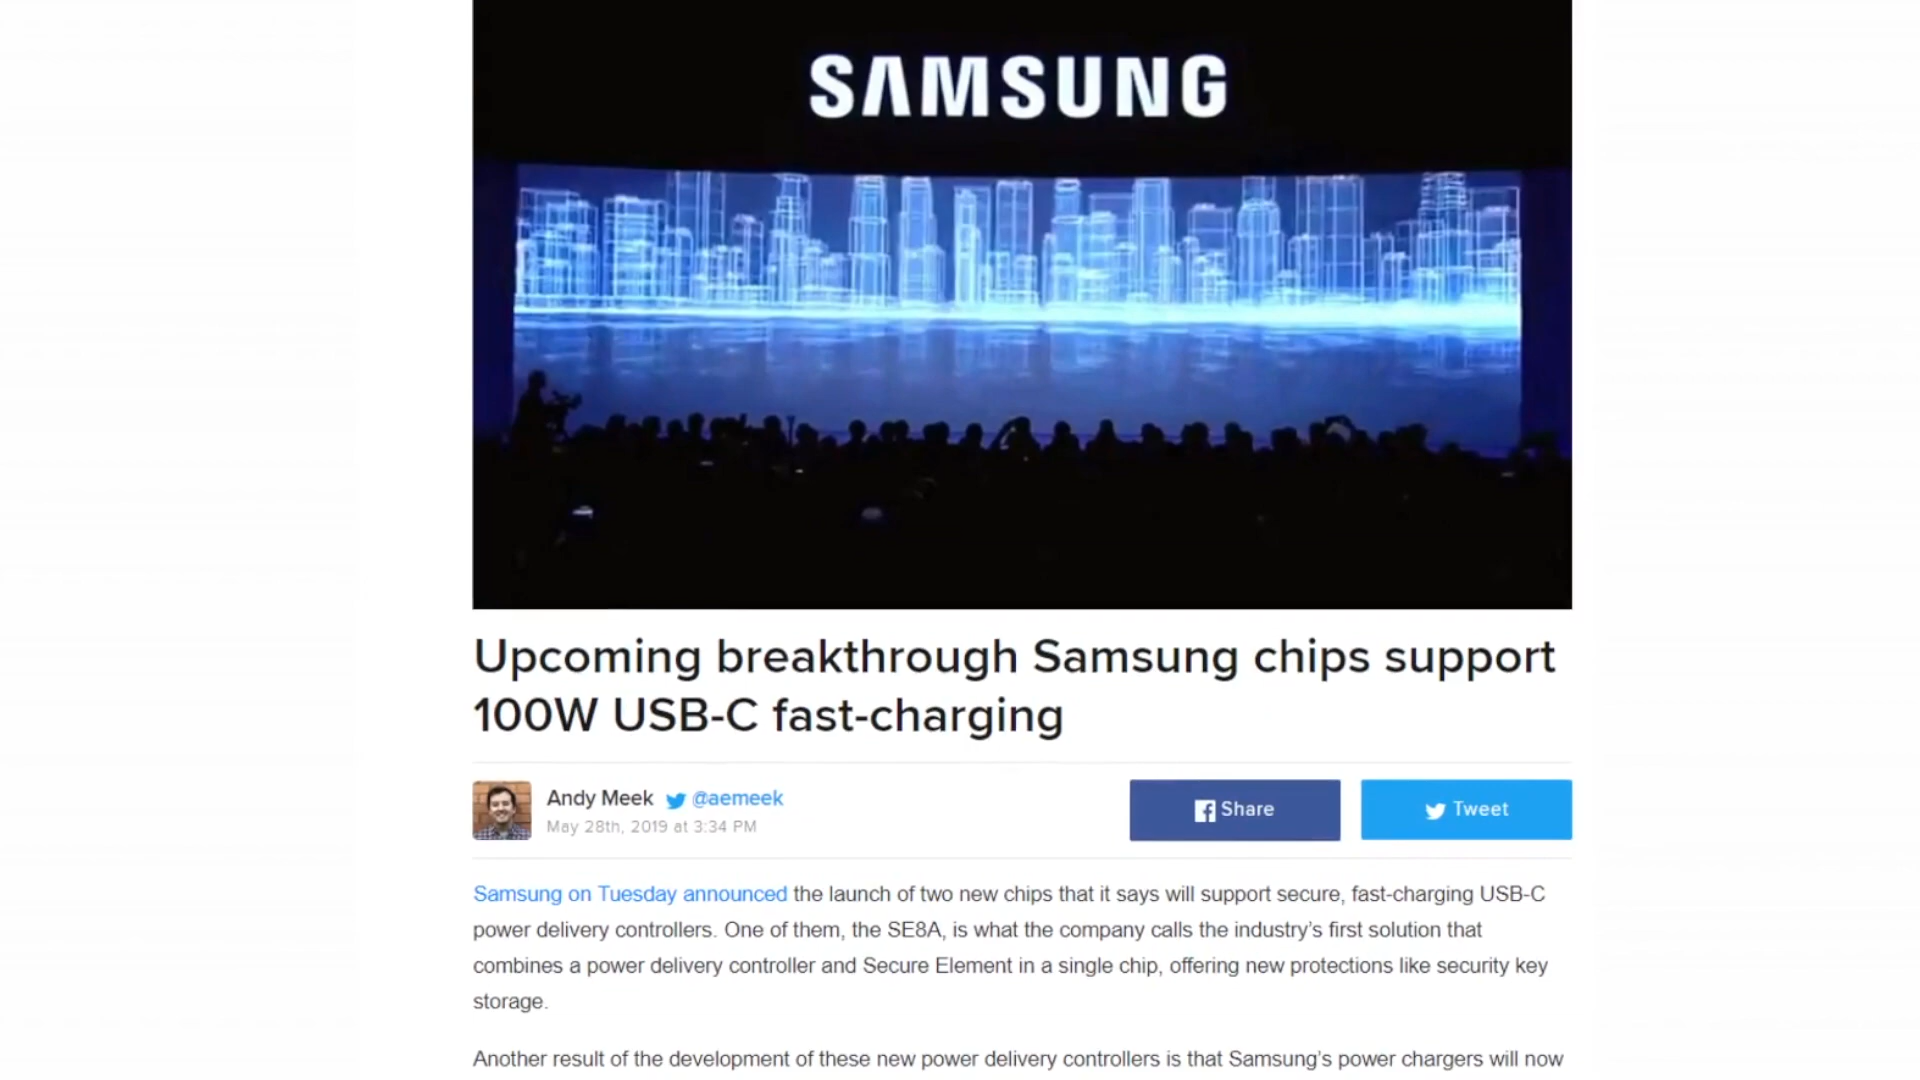 SAMSUNG
Upcoming breakthrough Samsung chips support
100W USB-C fast-charging
Andy Meek @aemeek
May 28th, 2019 at 3:34 PM
Share
Tweet
Samsung on Tuesday announced the launch of two new chips that it says will support secure, fast-charging USB-C
power delivery controllers. One of them, the SE8A, is what the company calls the industry’s first solution that
combines a power delivery controller and Secure Element in a single chip, offering new protections like security key
storage.
Another result of the development of these new power delivery controllers is that Samsung’s power chargers will now